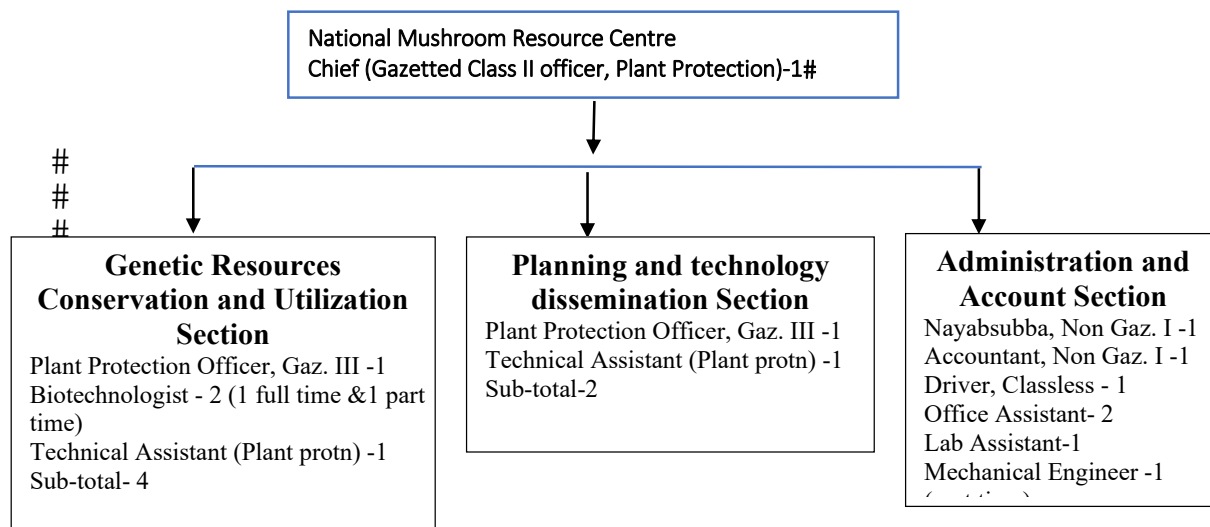 National Mushroom Resource Centre
Chief (Gazetted Class II officer, Plant Protection)-1#
#
#
#
Genetic Resources
Conservation and Utilization
Section
Plant Protection Officer, Gaz. III -1
Biotechnologist - 2 (1 full time &1 part
time)
Technical Assistant (Plant protn) -1
Sub-total- 4
Planning and technology
dissemination Section
Plant Protection Officer, Gaz. III -1
Technical Assistant (Plant protn) -1
Sub-total-2
Administration and
Account Section
Nayabsubba, Non Gaz. I -1
Accountant, Non Gaz. I -1
Driver, Classless - 1
Office Assistant- 2
Lab Assistant-1
Mechanical Engineer -1